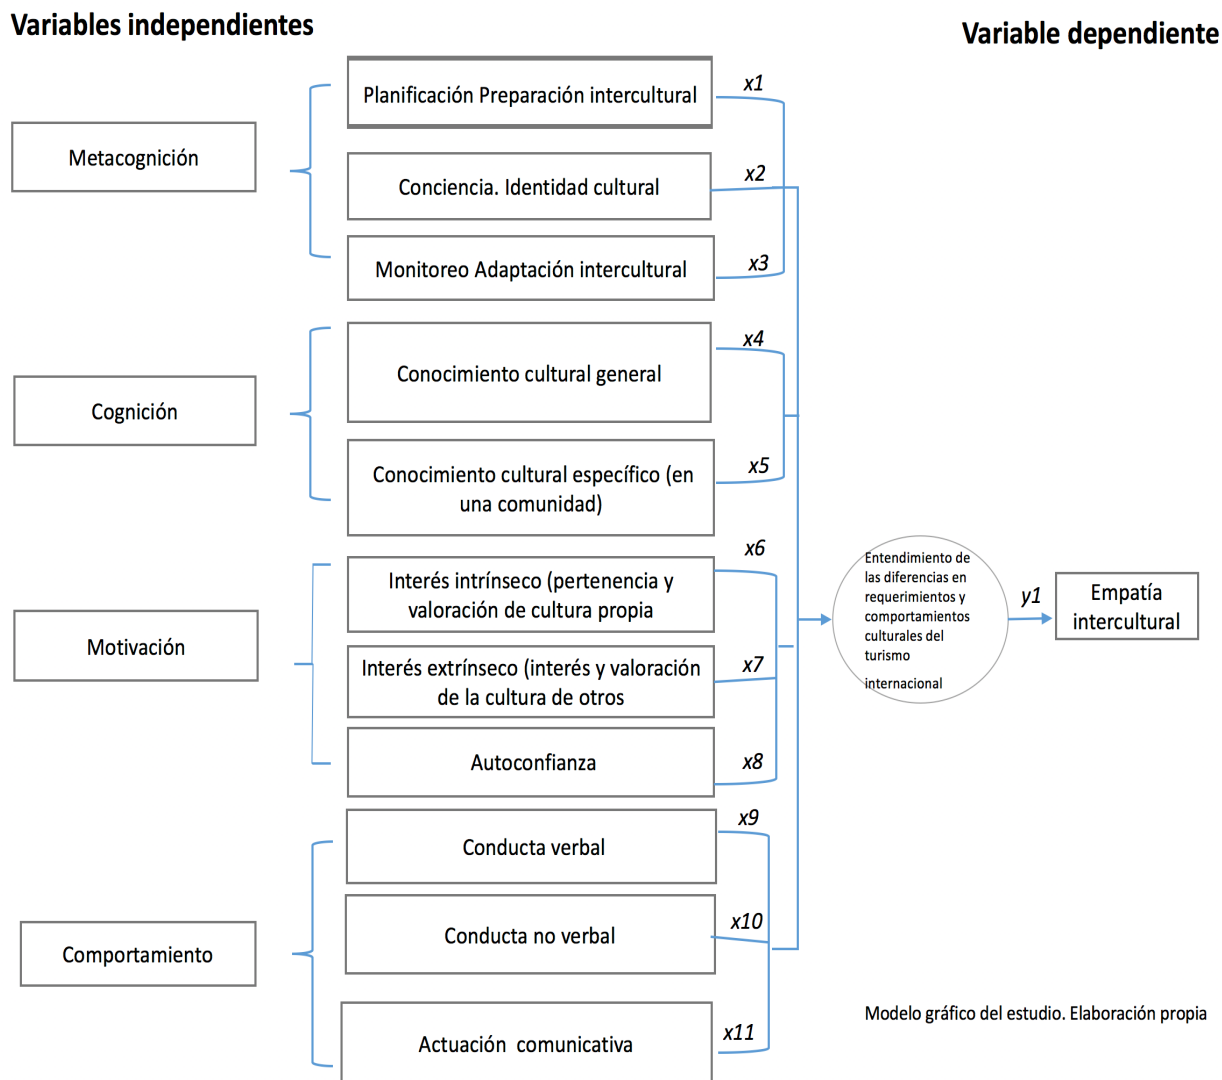 Variables independientes
Variable dependiente
Metacognición
Planificación Preparación intercultural
x1
Conciencia. Identidad cultural
x2
Monitoreo Adaptación intercultural
x3
Cognición
Conocimiento cultural general
x4
Conocimiento cultural específico (en
una comunidad)
x5
Motivación
Interés intrínseco (pertenencia y
valoración de cultura propia
x6
Interés extrínseco (interés y valoración
de la cultura de otros
x7
Autoconfianza
x8
Comportamiento
Conducta verbal
x9
Conducta no verbal
x10
Actuación comunicativa
x11
Entendimiento de
las diferencias en
requerimientos y
comportamientos
culturales del
turismo
internacional
y1
Empatía
intercultural
Modelo gráfico del estudio. Elaboración propia